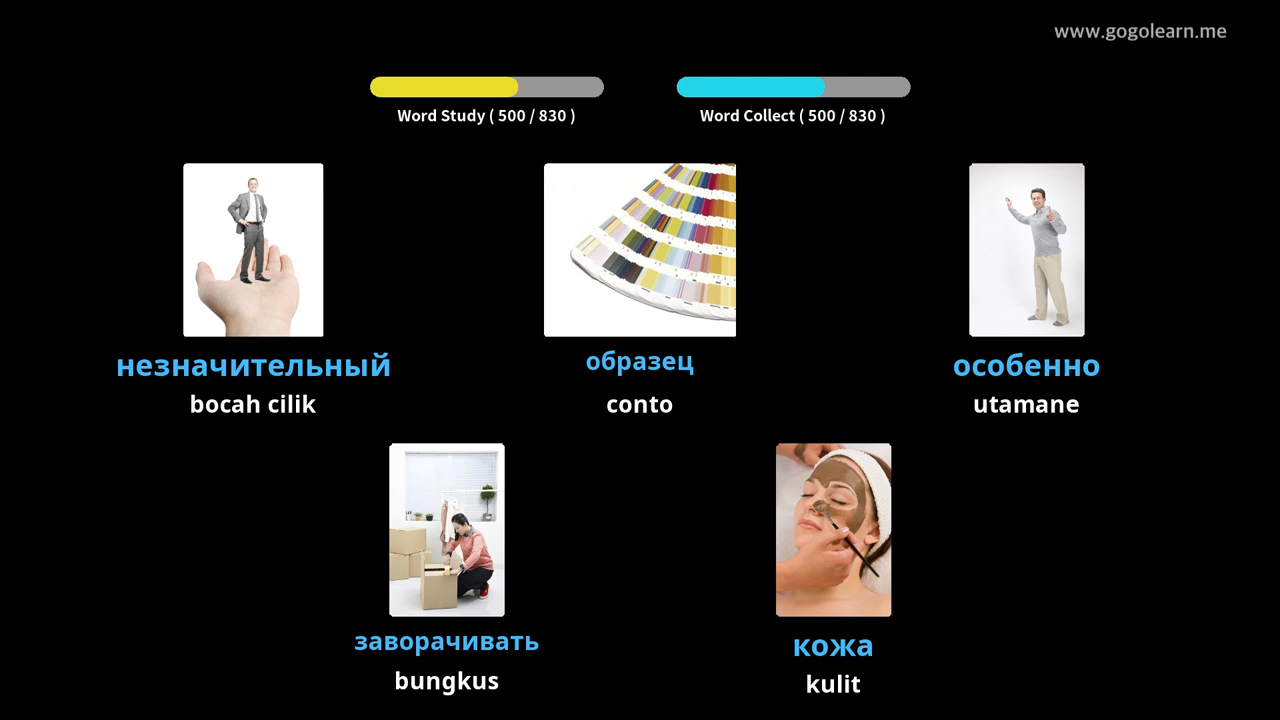 www.gogolearn.me
Word Study ( 500 / 830 )
Word Collect ( 500 / 830 )
незначительный
bocah cilik
образец
conto
особенно
utamane
заворачивать
bungkus
кожа
kulit